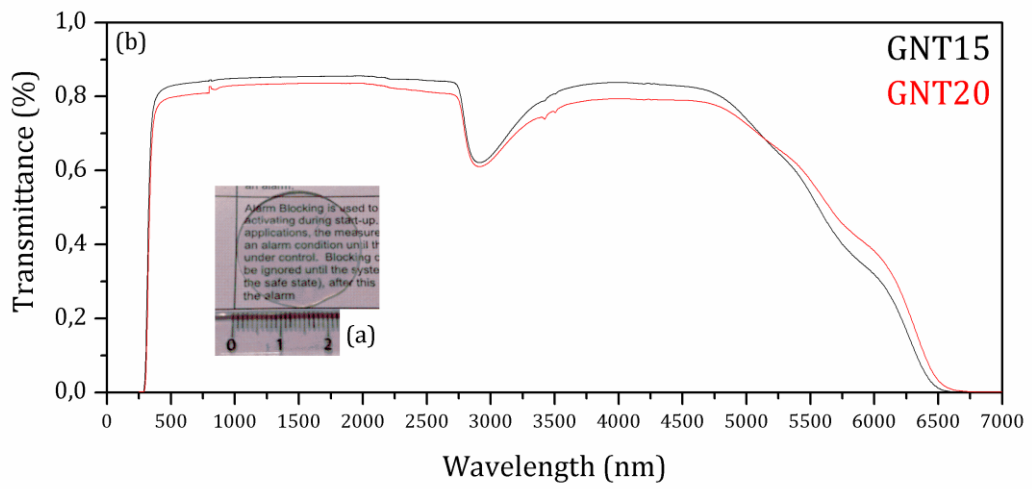 (b)
GNT15
GNT20
1,0
0,8
0,6
0,4
0,2
0,0
Transmittance (%)
an alarm.
Alarm Blocking is used to
activating during start-up.
applications, the measure
an alarm condition until th
under control. Blocking c
be ignored until the syste
the safe state), after this
the alarm
0 1 2
(a)
0 500 1000 1500 2000 2500 3000 3500 4000 4500 5000 5500 6000 6500 7000
Wavelength (nm)